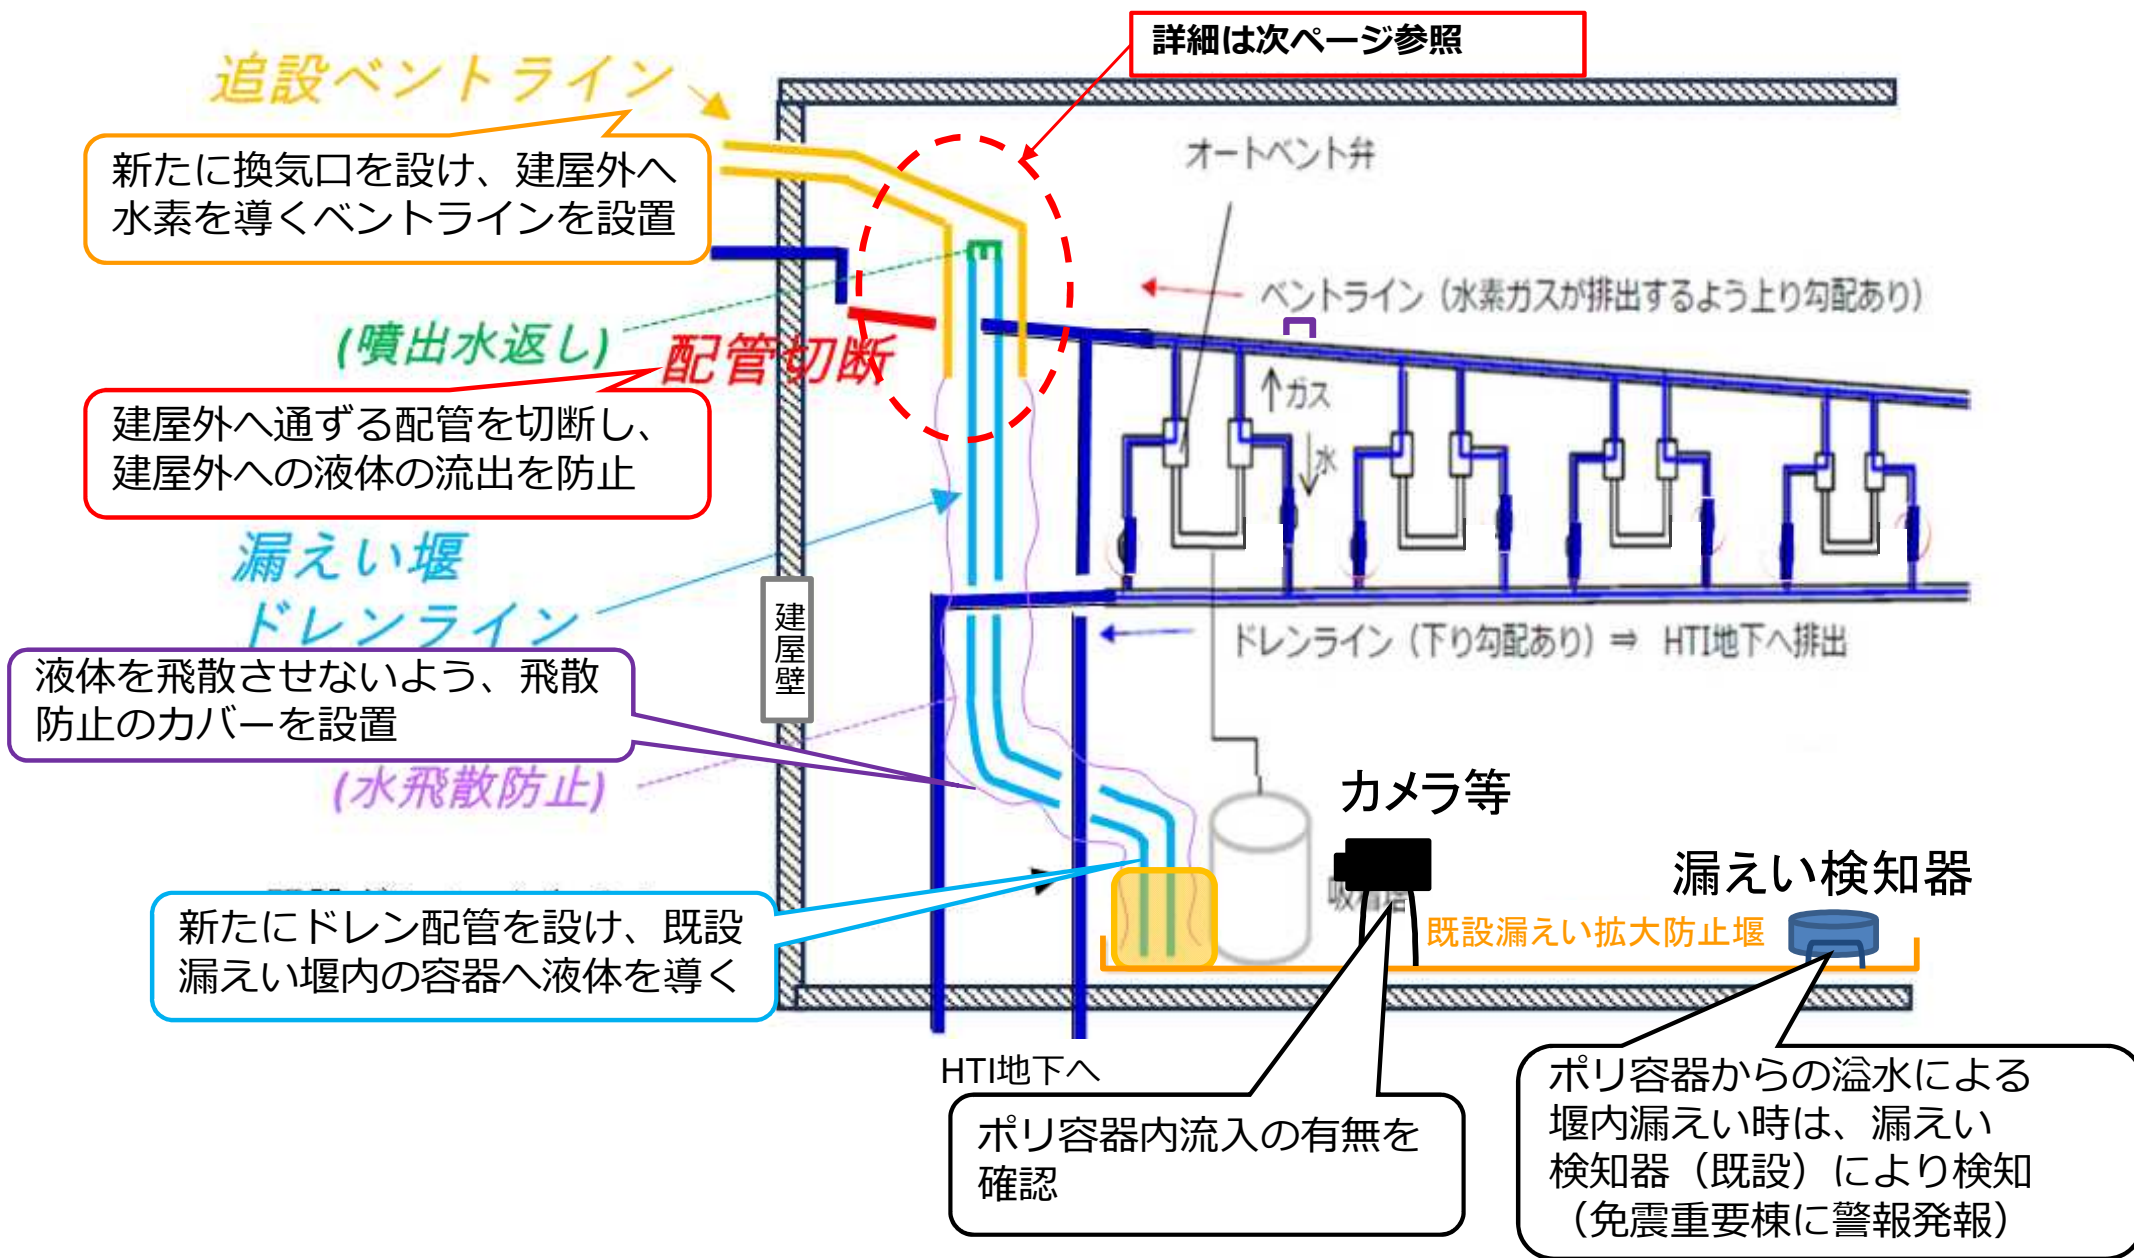 詳細は次ページ参照
追設ベントライン
新たに換気口を設け、建屋外へ
水素を導くベントラインを設置
オートベント弁
ベントライン（水素ガスが排出するよう上り勾配あり）
(噴出水返し)
配管切断
ガス
水
建屋外へ通ずる配管を切断し、
建屋外への液体の流出を防止
漏えい堰
ドレンライン
建屋壁
ドレンライン（下り勾配あり）⇒ HTI地下へ排出
液体を飛散させないよう、飛散
防止のカバーを設置
(水飛散防止)
カメラ等
漏えい検知器
既設漏えい拡大防止堰
新たにドレン配管を設け、既設
漏えい堰内の容器へ液体を導く
HTI地下へ
ポリ容器内流入の有無を
確認
ポリ容器からの溢水による
堰内漏えい時は、漏えい
検知器（既設）により検知
（免震重要棟に警報発報）